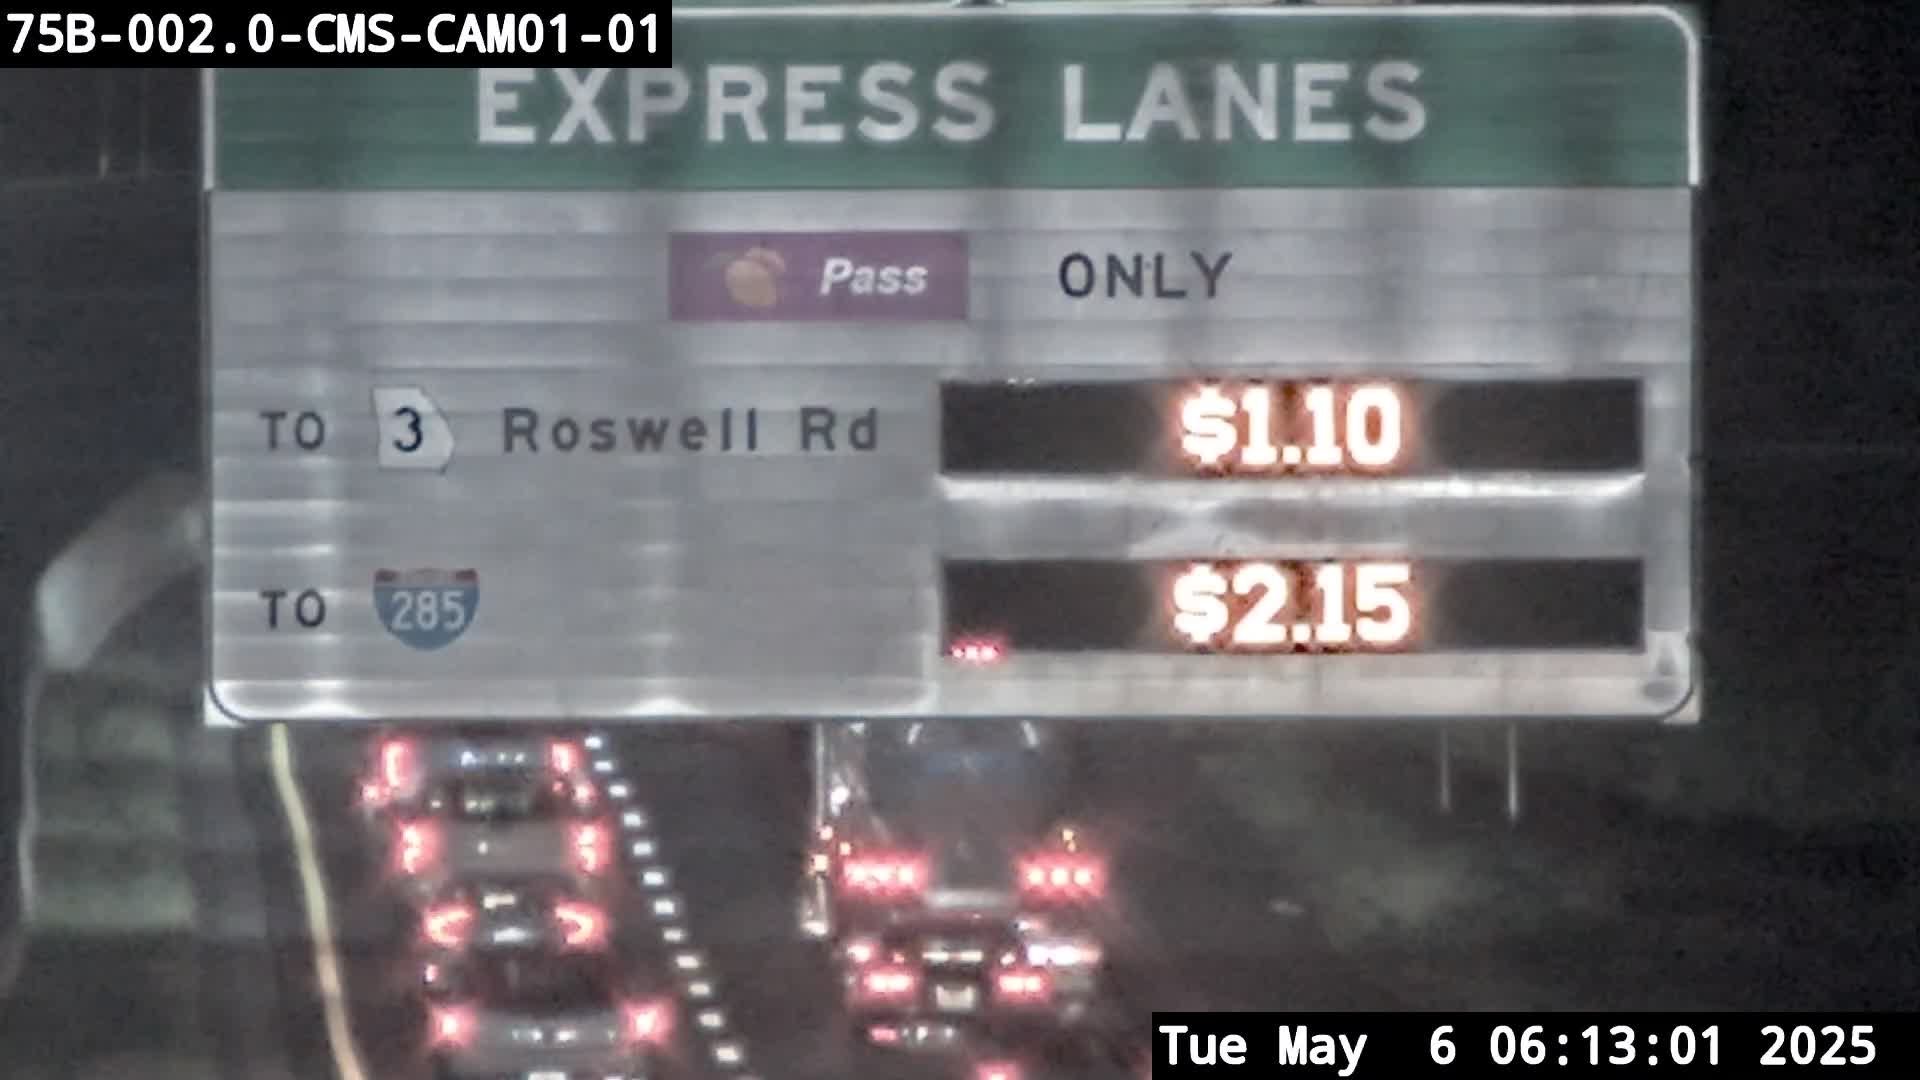 75B-002.0-CMS-CAM01-01
EXPRESS LANES
Pass ONLY
TO 3 Roswell Rd $1.10
TO 285 $2.15
Tue May 6 06:13:01 2025